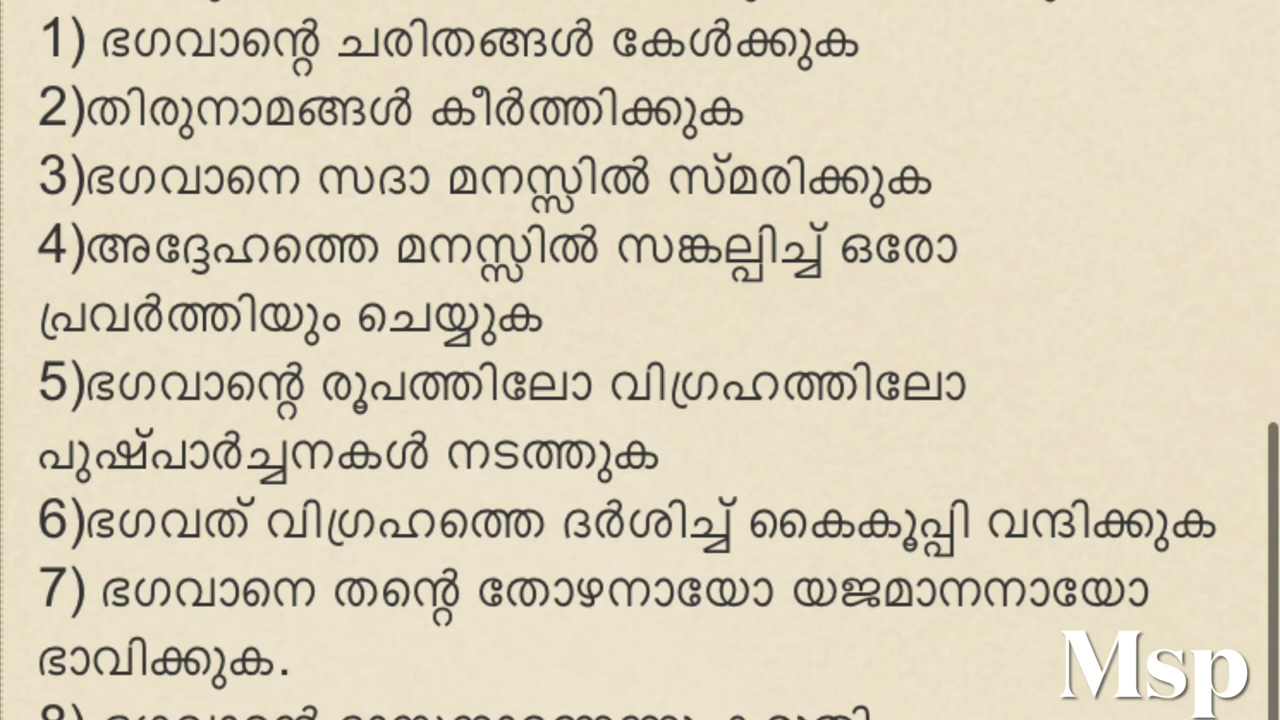 1) ഭഗവാന്റെ ചരിതങ്ങൾ കേൾക്കുക
2)തിരുനാമങ്ങൾ കീർത്തിക്കുക
3)ഭഗവാനെ സദാ മനസ്സിൽ സ്മരിക്കുക
4)അദ്ദേഹത്തെ മനസ്സിൽ സങ്കല്പിച്ച് ഒരോ
പ്രവർത്തിയും ചെയ്യുക
5)ഭഗവാന്റെ രൂപത്തിലോ വിഗ്രഹത്തിലോ
പുഷ്പാർച്ചനകൾ നടത്തുക
6)ഭഗവത് വിഗ്രഹത്തെ ദർശിച്ച് കൈകൂപ്പി വന്ദിക്കുക
7) ഭഗവാനെ തന്റെ തോഴനായോ യജമാനനായോ
ഭാവിക്കുക.
Msp